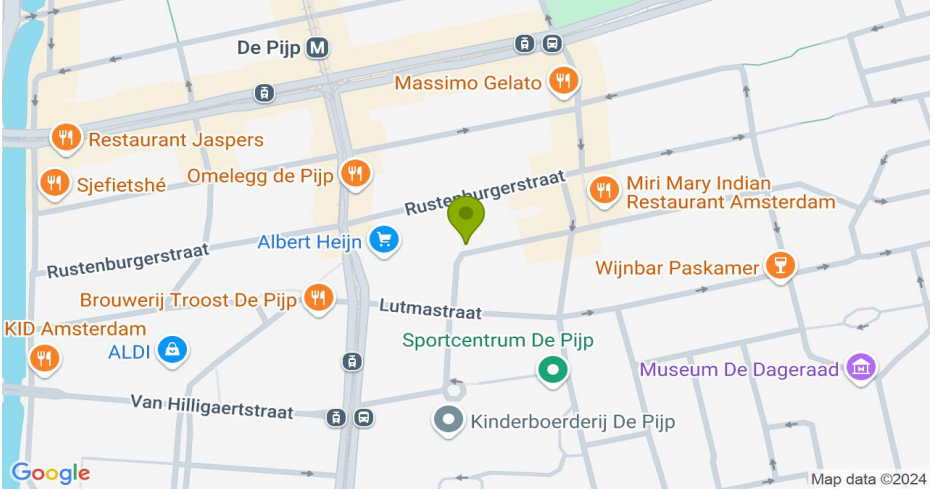 De Pijp M
Massimo Gelato
Restaurant Jaspers
Omelegg de Pijp
Sjefietshé
Rustenburgerstraat
Miri Mary Indian
Restaurant Amsterdam
Albert Heijn
Rustenburgerstraat
Wijnbar Paskamer
Brouwerij Troost De Pijp
Lutmastraat
KID Amsterdam
ALDI
Sportcentrum De Pijp
Museum De Dageraad
Van Hilligaertstraat
Kinderboerderij De Pijp
Google
Map data ©2024